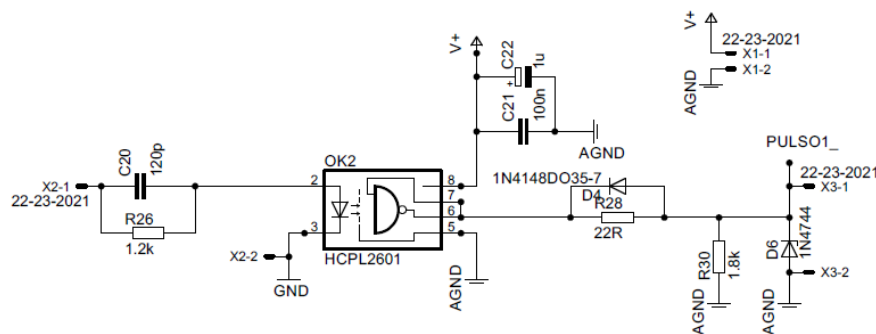 V+
C22
1u
+
C21
100n
AGND
V+
22-23-2021
X1-1
X1-2
AGND
PULSO1_
C20
120p
X2-1
22-23-2021
R26
1.2k
OK2
2
3
8
7
6
5
HCPL2601
X2-2
GND
AGND
1N4148DO35-7
D4
R28
22R
22-23-2021
X3-1
R30
1.8k
AGND
D6
1N4744
X3-2
AGND